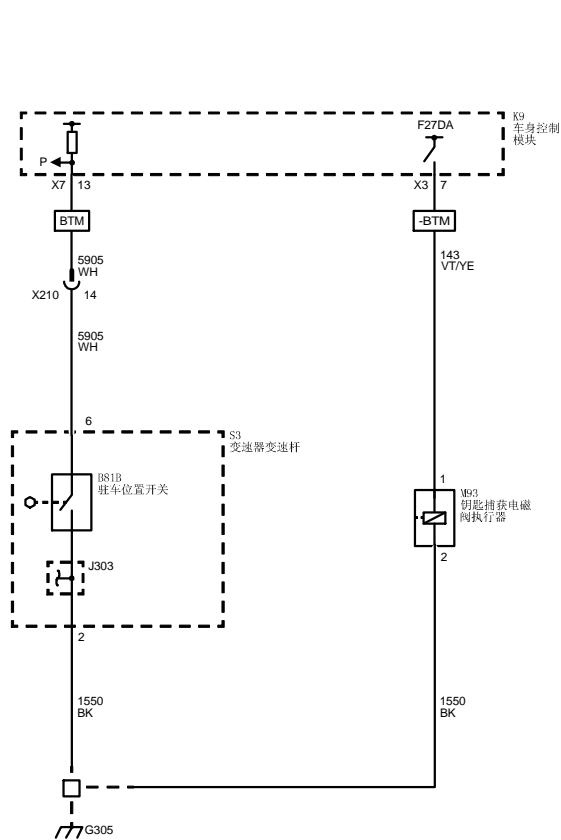 K9
车身控制
模块
F27DA
P
X7 13
X3 7
BTM
-BTM
5905
WH
143
VT/YE
X210 14
5905
WH
6
S3
变速器变速杆
B81B
驻车位置开关
1
M93
钥匙捕获电磁
阀执行器
J303
2
2
1550
BK
1550
BK
G305